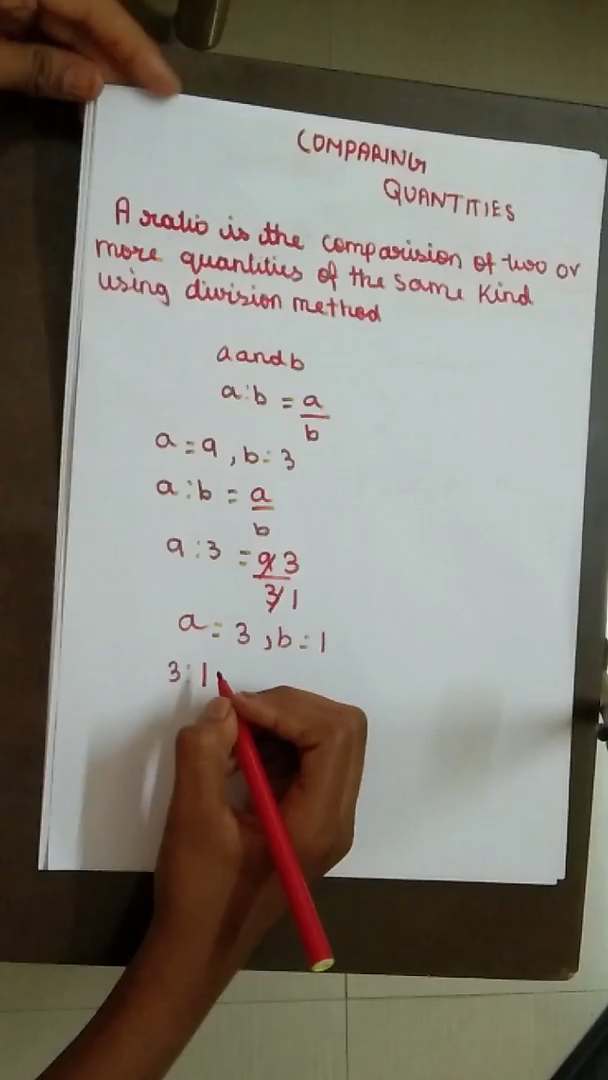 COMPARING
QUANTITIES
A ratio is the comparision of two or
more quantities of the same kind
using division method
a and b
a:b = a/b
a = 9, b = 3
a:b = a/b
a:3 = 9 3
3 1
a = 3, b = 1
3:1